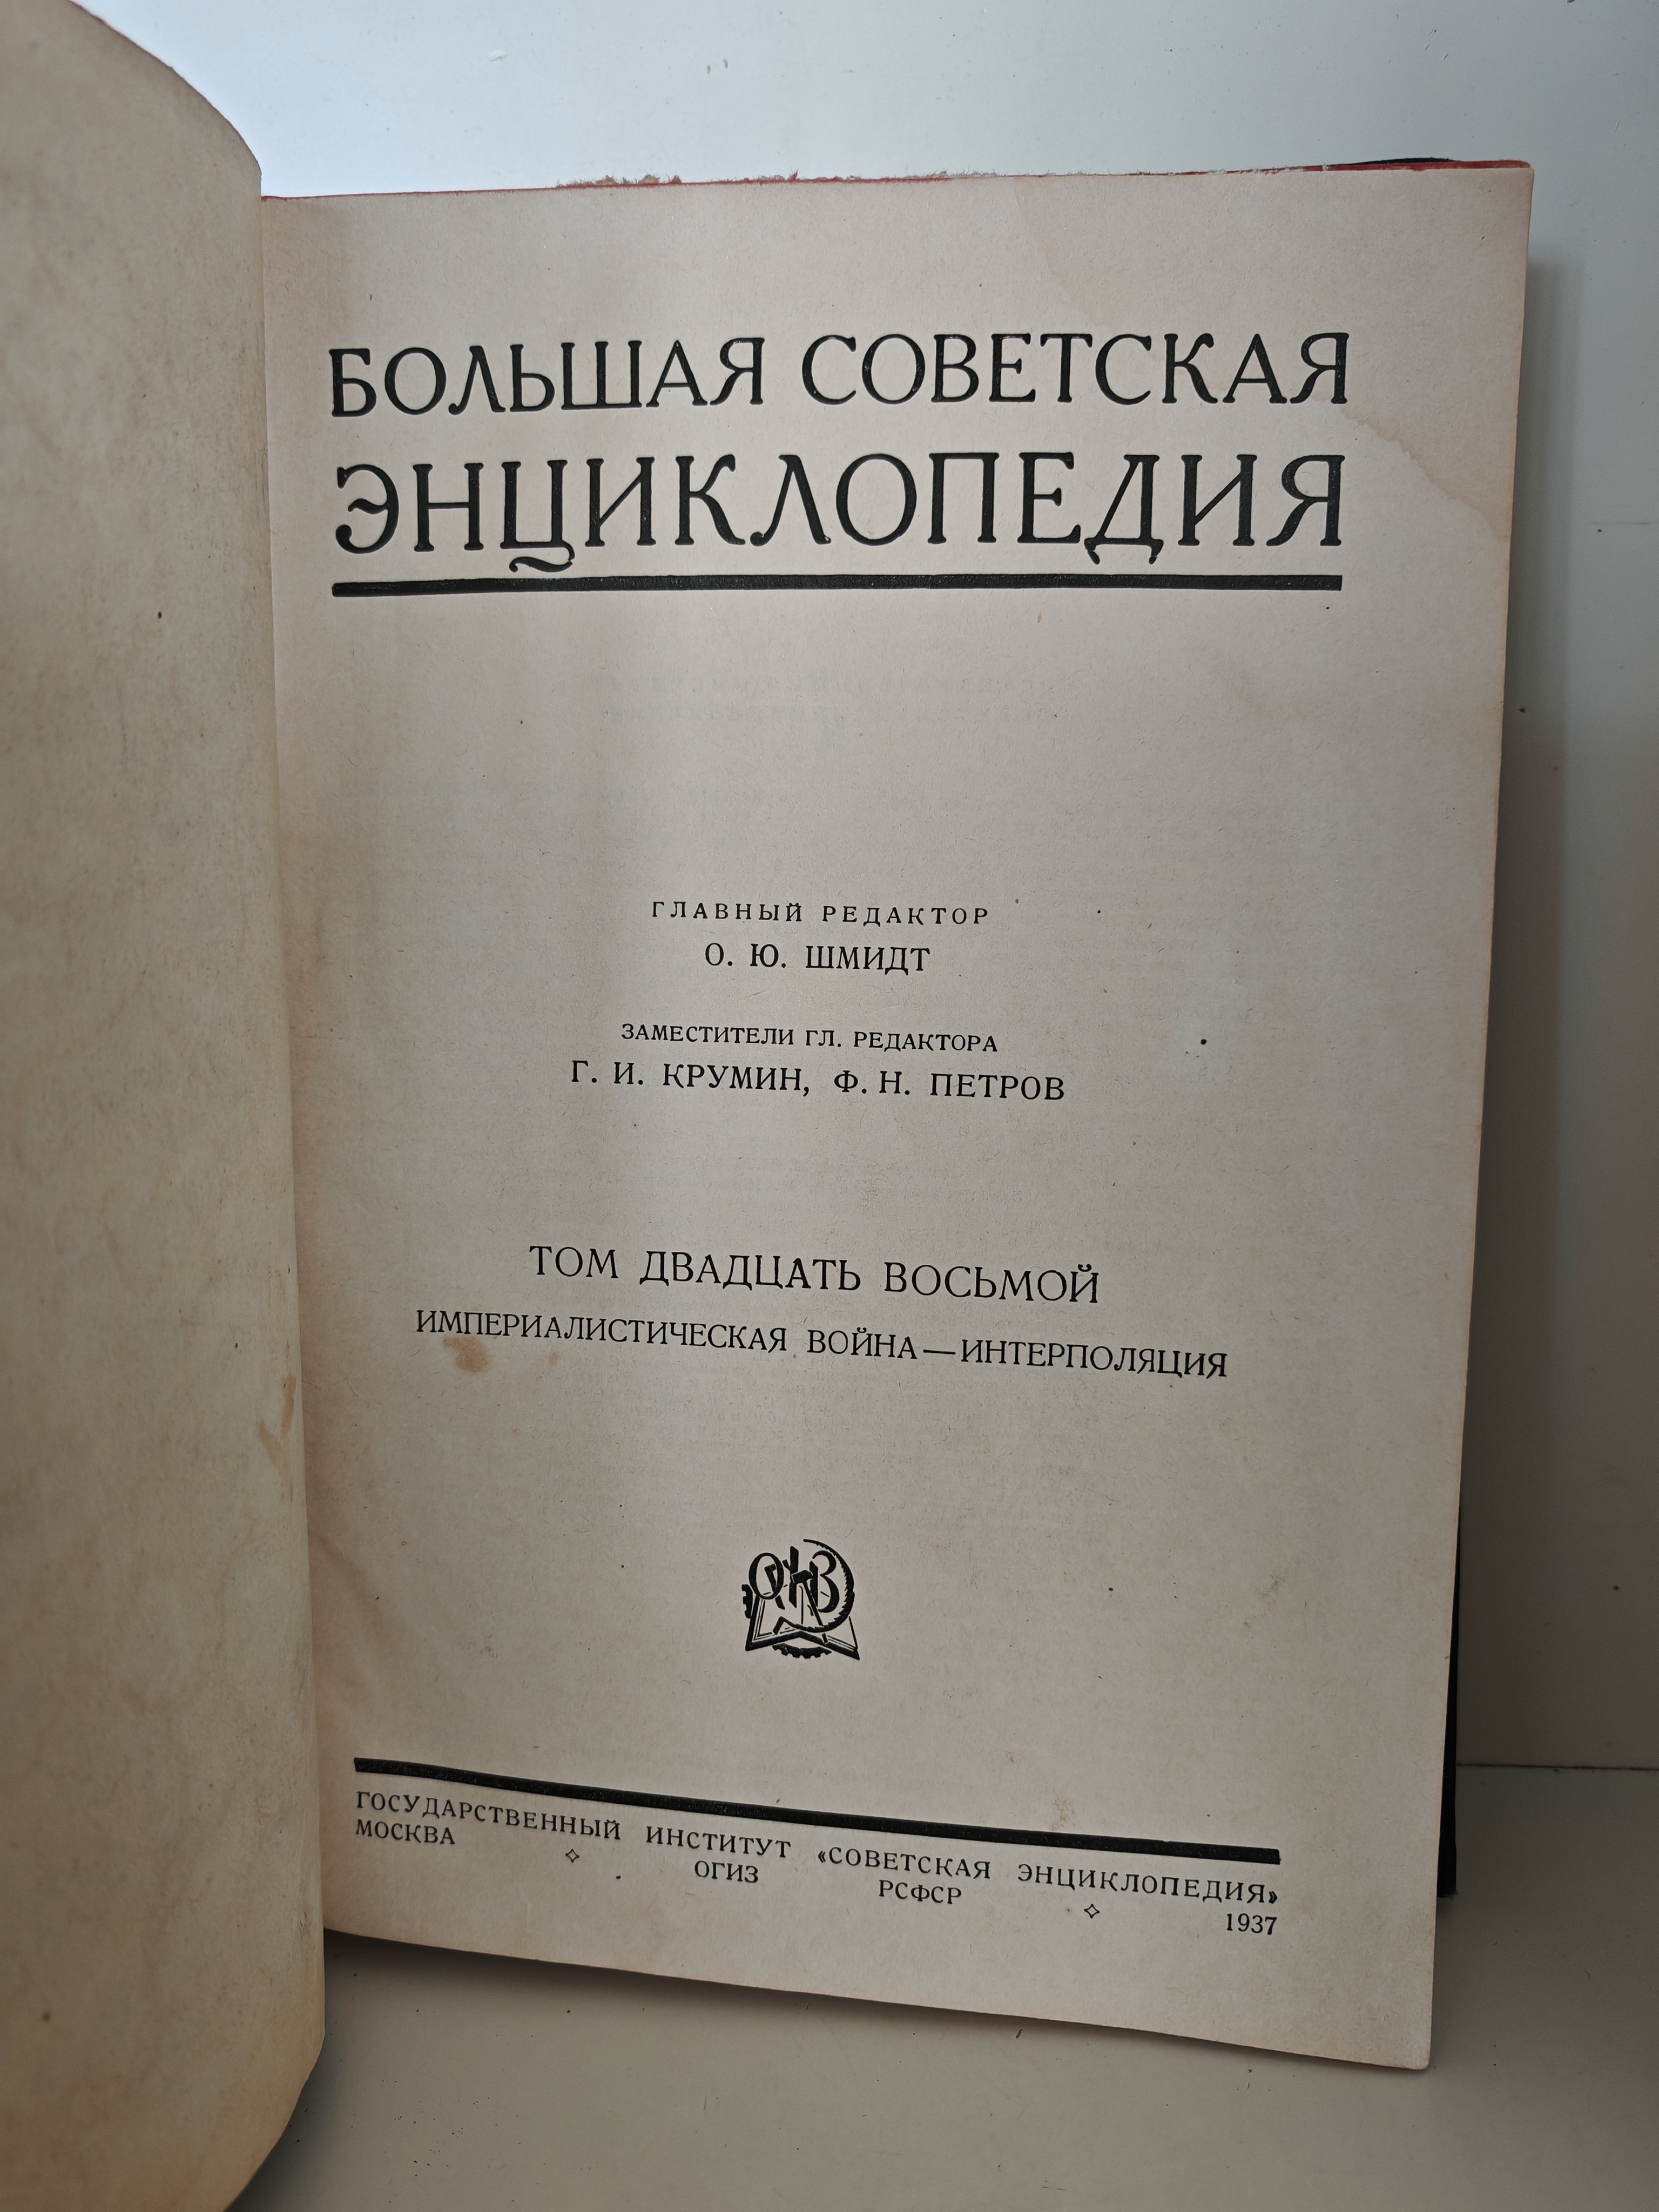 БОЛЬШАЯ СОВЕТСКАЯ
ЭНЦИКЛОПЕДИЯ
ГЛАВНЫЙ РЕДАКТОР
О. Ю. ШМИДТ
ЗАМЕСТИТЕЛИ ГЛ. РЕДАКТОРА
Г. И. КРУМИН, Ф. Н. ПЕТРОВ
ТОМ ДВАДЦАТЬ ВОСЬМОЙ
ИМПЕРИАЛИСТИЧЕСКАЯ ВОЙНА — ИНТЕРПОЛЯЦИЯ
ГОСУДАРСТВЕННЫЙ ИНСТИТУТ «СОВЕТСКАЯ ЭНЦИКЛОПЕДИЯ»
МОСКВА ОГИЗ РСФСР 1937